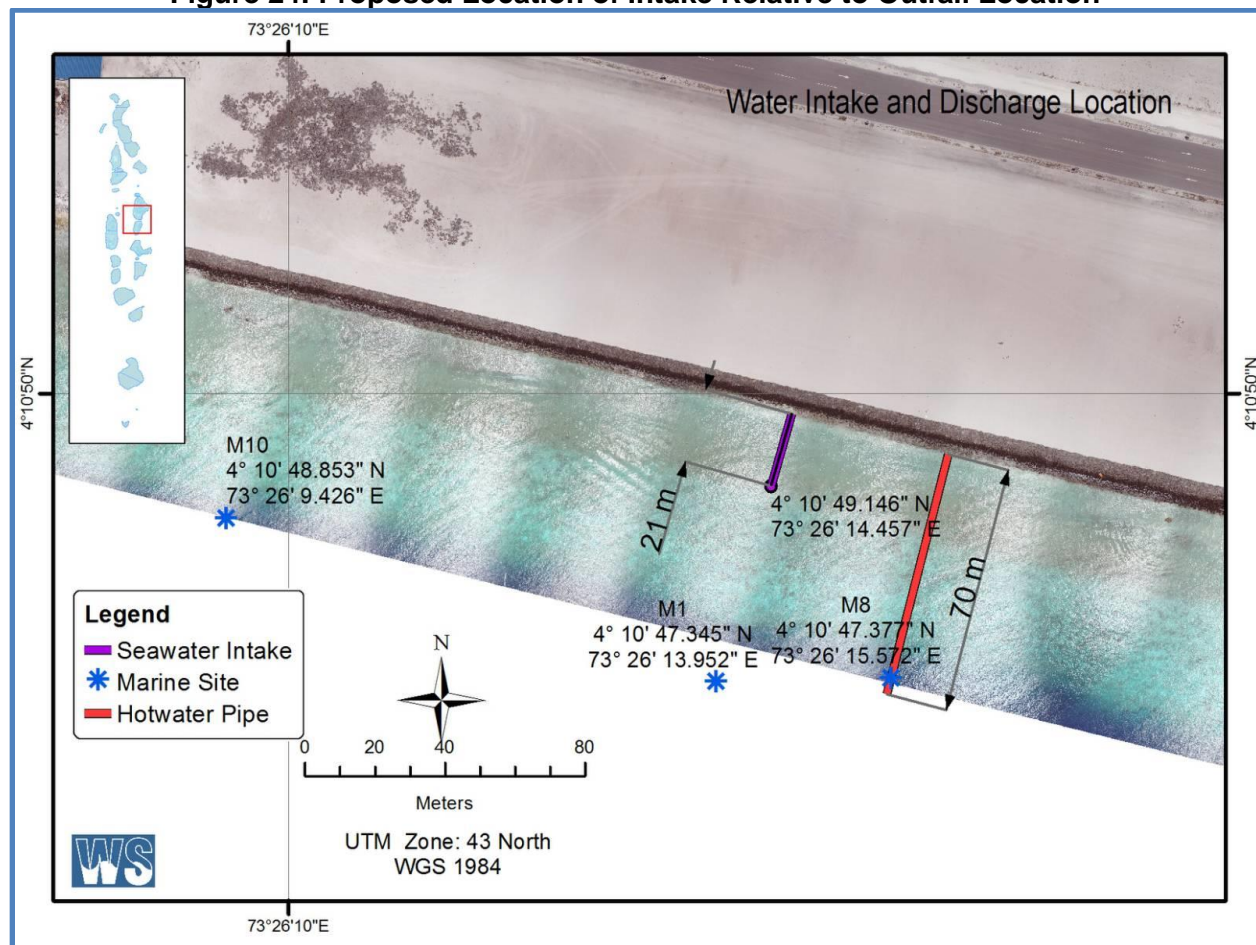 Figure 21: Proposed Location of Intake Relative to Outfall Location
73°26'10"E
Water Intake and Discharge Location
4°10'50"N
4°10'50"N
M10
4° 10' 48.853" N
73° 26' 9.426" E
21 m
4° 10' 49.146" N
73° 26' 14.457" E
70 m
M1
4° 10' 47.345" N
73° 26' 13.952" E
M8
4° 10' 47.377" N
73° 26' 15.572" E
Legend
Seawater Intake
Marine Site
Hotwater Pipe
N
0 20 40 80
Meters
UTM Zone: 43 North
WGS 1984
WS
73°26'10"E